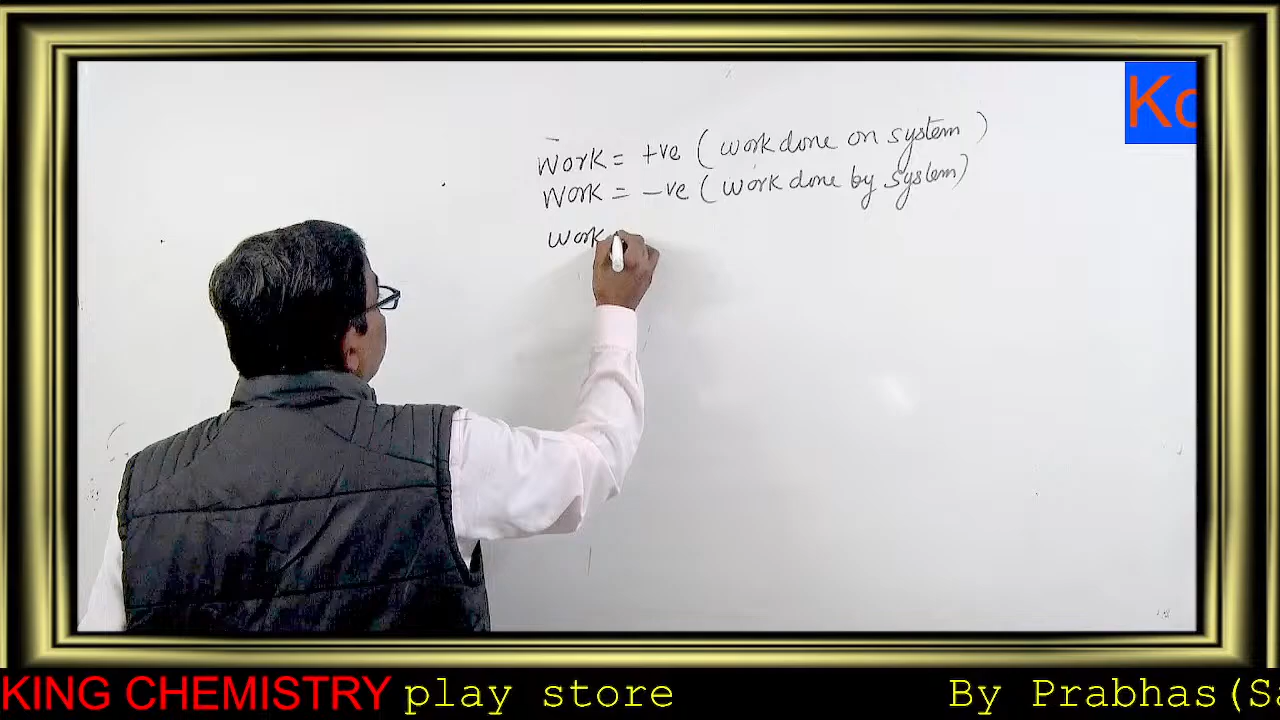 Kc
Work = +ve (work done on system)
Work = -ve (work done by system)
work
KING CHEMISTRY play store By Prabhas(Sa